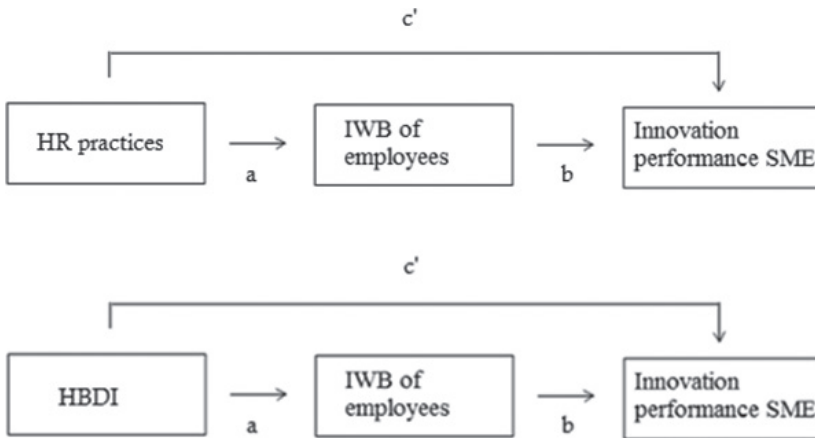 c'
HR practices
IWB of
employees
Innovation
performance SME
a
b
c'
HBDI
IWB of
employees
Innovation
performance SME
a
b